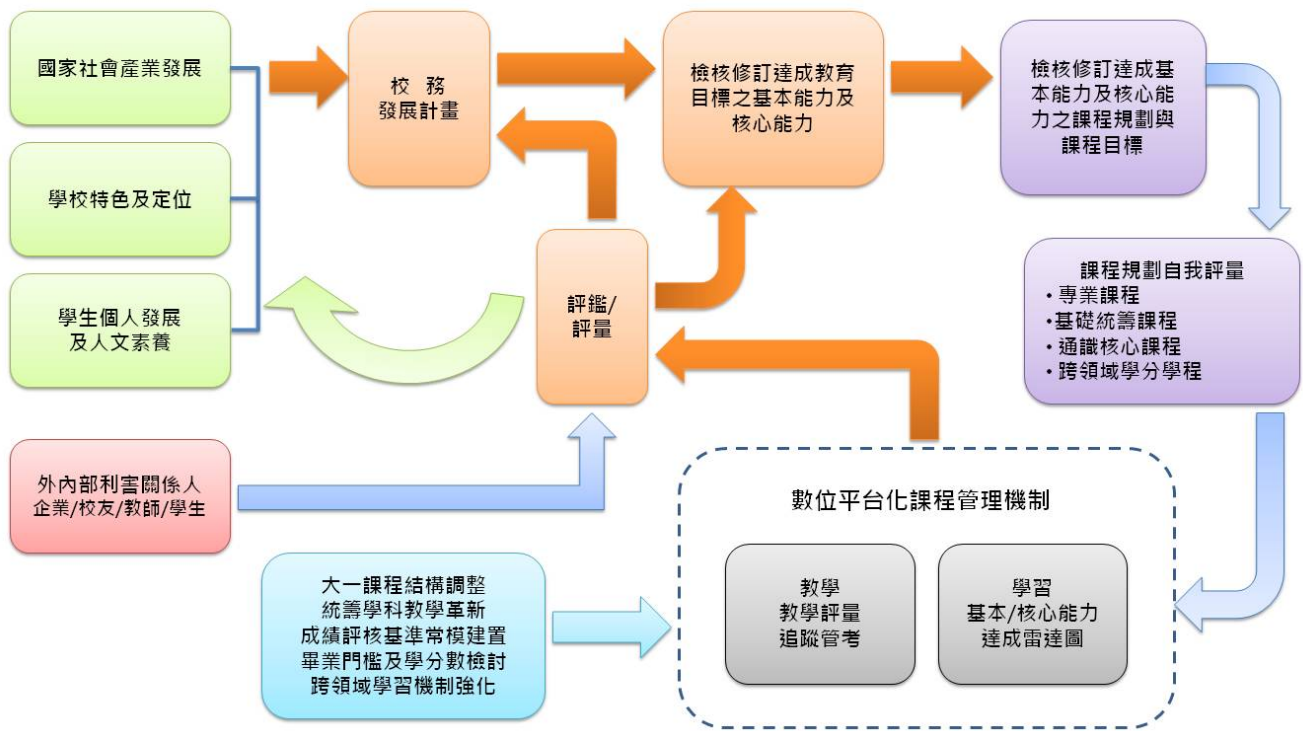 國家社會產業發展
學校特色及定位
學生個人發展
及人文素養
校 務
發展計畫
檢核修訂達成教育
目標之基本能力及
核心能力
檢核修訂達成基
本能力及核心能
力之課程規劃與
課程目標
課程規劃自我評量
• 專業課程
•基礎統籌課程
• 通識核心課程
• 跨領域學分學程
評鑑/
評量
外內部利害關係人
企業/校友/教師/學生
大一課程結構調整
統籌學科教學革新
成績評核基準常模建置
畢業門檻及學分數檢討
跨領域學習機制強化
數位平台化課程管理機制
教學
教學評量
追蹤管考
學習
基本/核心能力
達成雷達圖